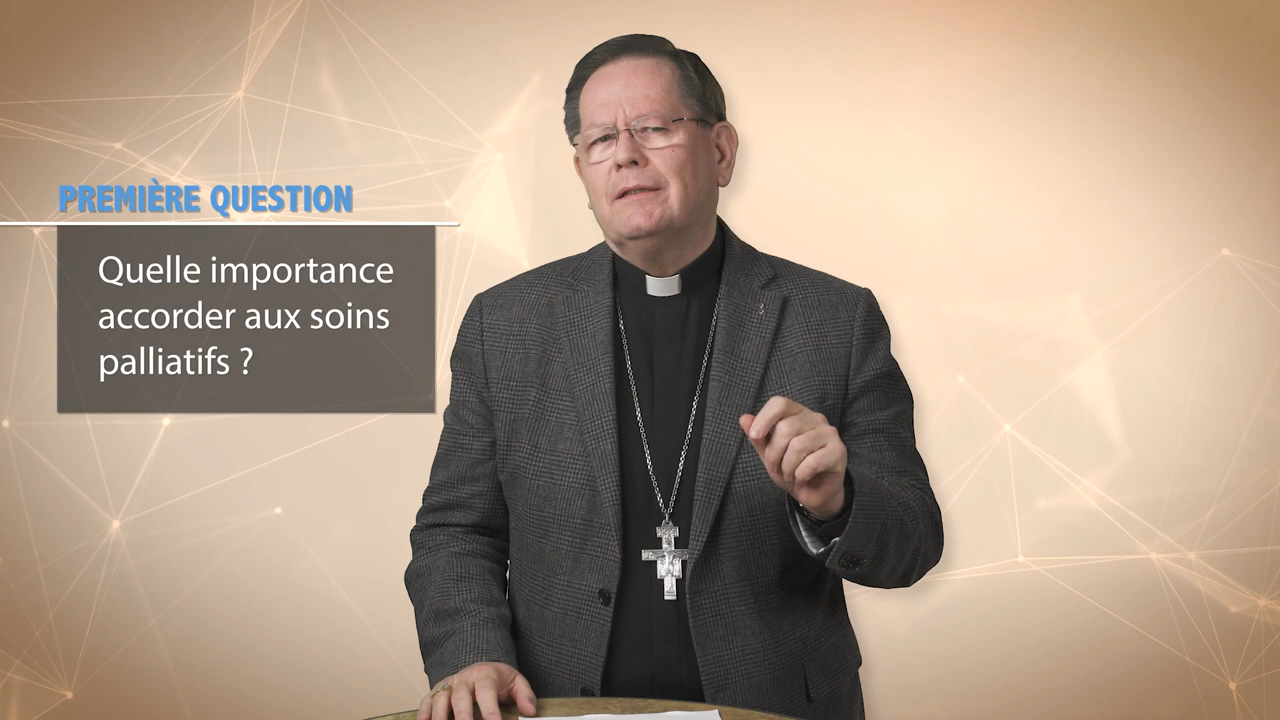 PREMIÈRE QUESTION
Quelle importance
accorder aux soins
palliatifs ?